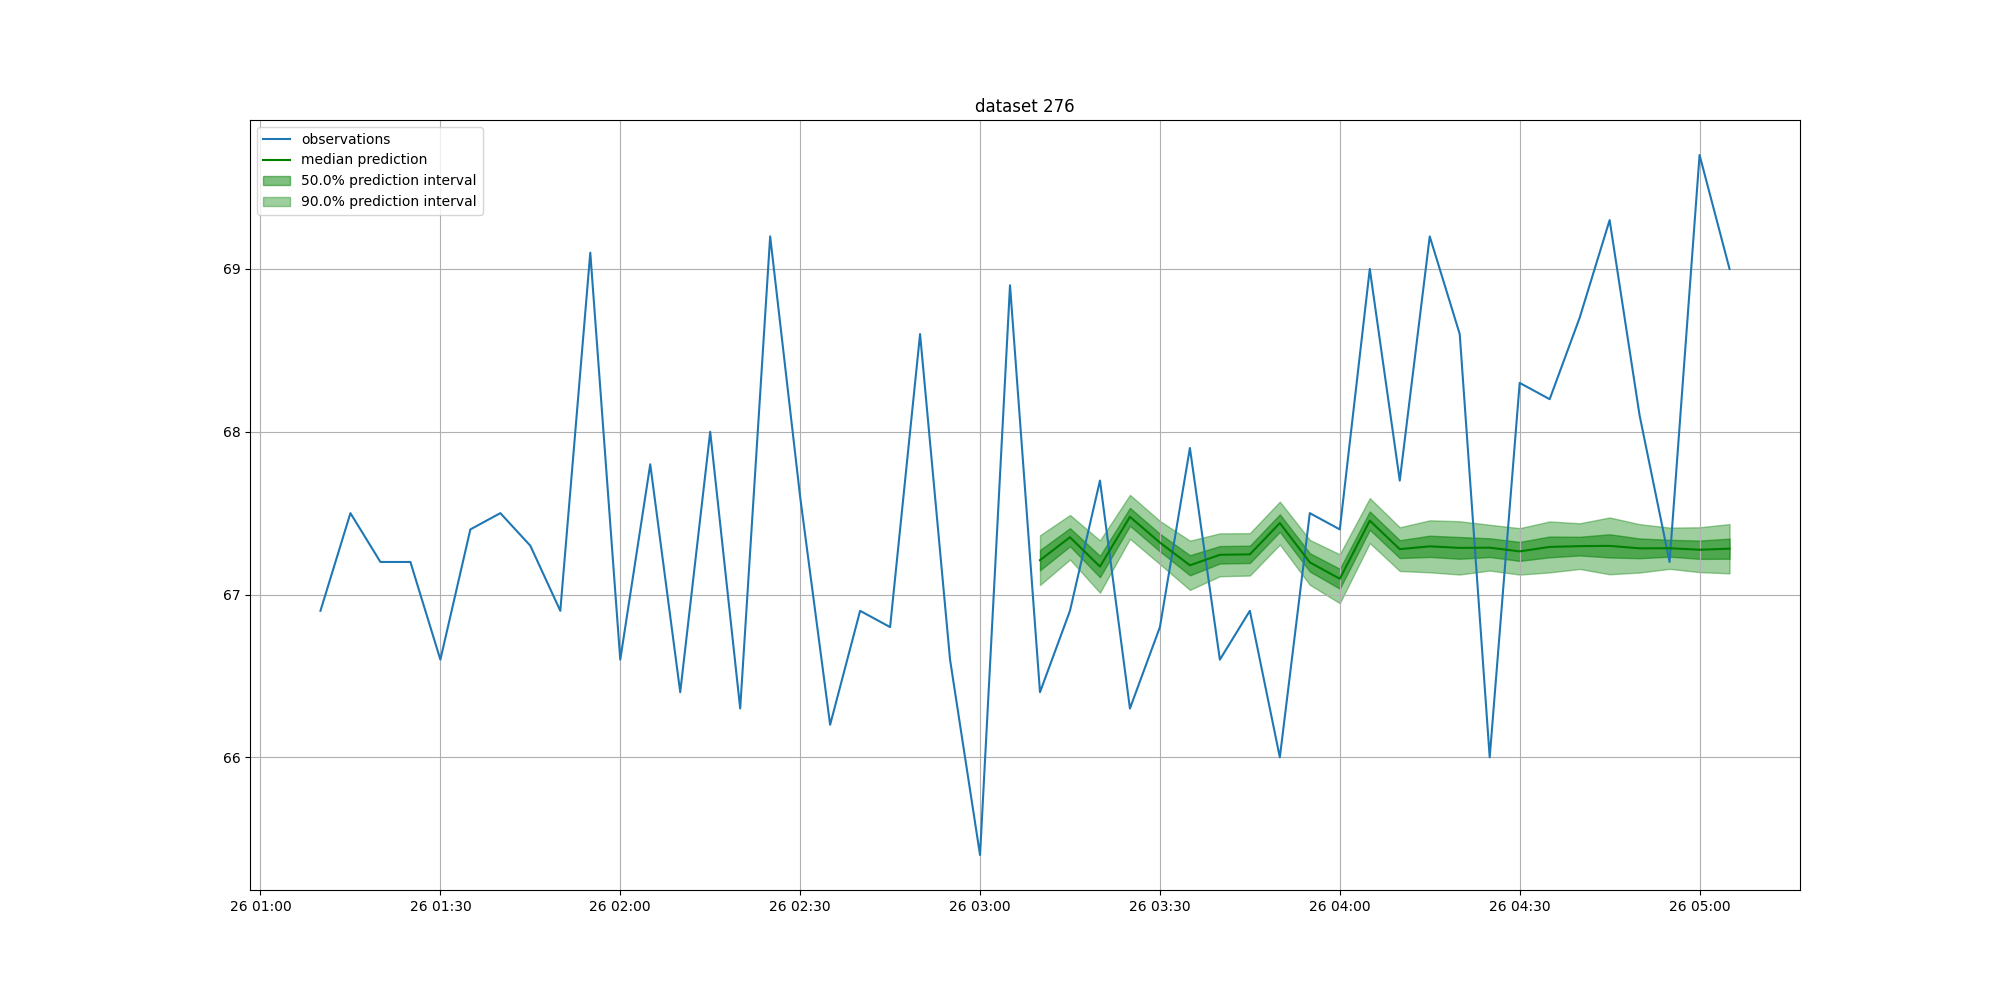 dataset 276
observations
median prediction
50.0% prediction interval
90.0% prediction interval
69
68
67
66
26 01:00 26 01:30 26 02:00 26 02:30 26 03:00 26 03:30 26 04:00 26 04:30 26 05:00